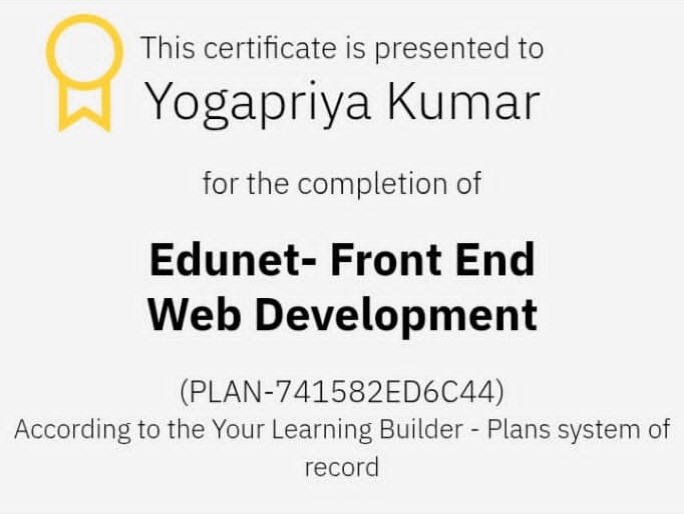 This certificate is presented to
Yogapriya Kumar
for the completion of
Edunet- Front End
Web Development
(PLAN-741582ED6C44)
According to the Your Learning Builder - Plans system of
record